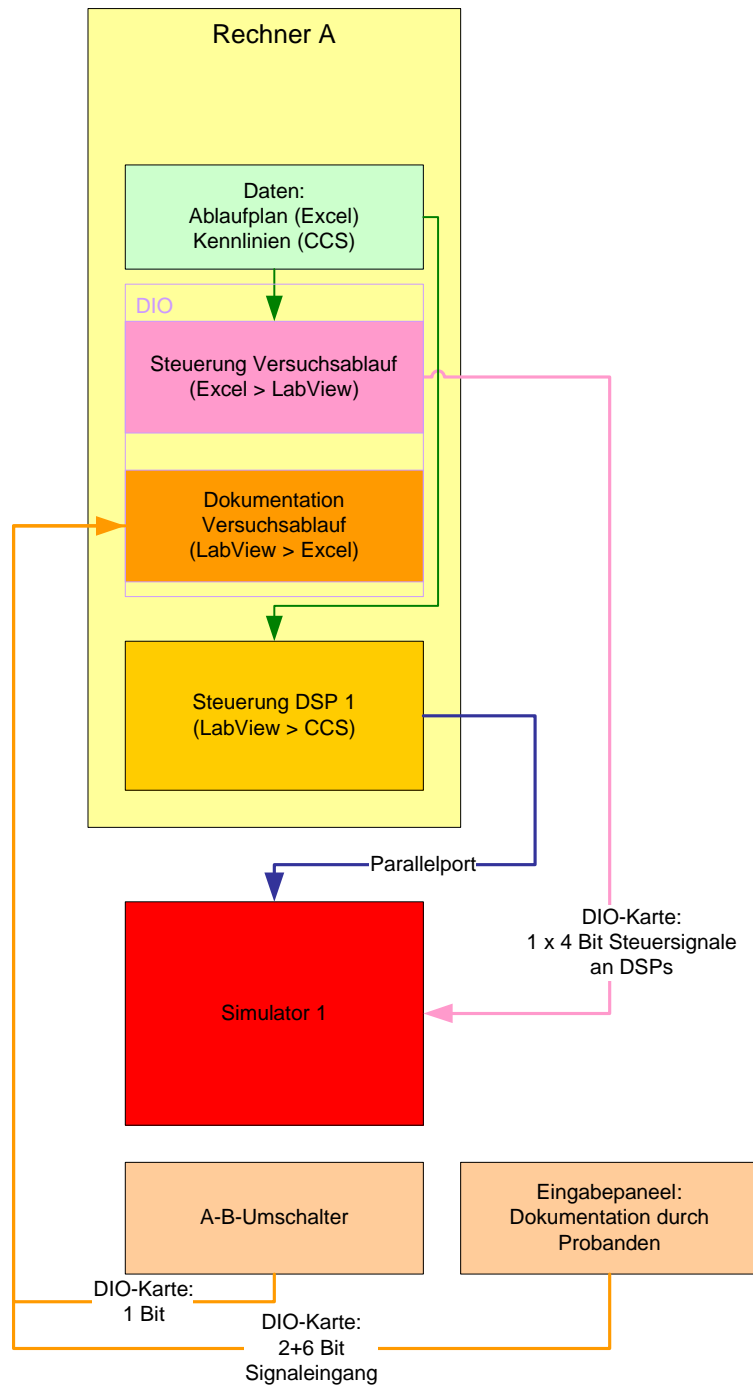 Rechner A
Daten:
Ablaufplan (Excel)
Kennlinien (CCS)
DIO
Steuerung Versuchsablauf
(Excel > LabView)
Dokumentation
Versuchsablauf
(LabView > Excel)
Steuerung DSP 1
(LabView > CCS)
Parallelport
DIO-Karte:
1 x 4 Bit Steuersignale
an DSPs
Simulator 1
A-B-Umschalter
Eingabepaneel:
Dokumentation durch
Probanden
DIO-Karte:
1 Bit
DIO-Karte:
2+6 Bit
Signaleingang